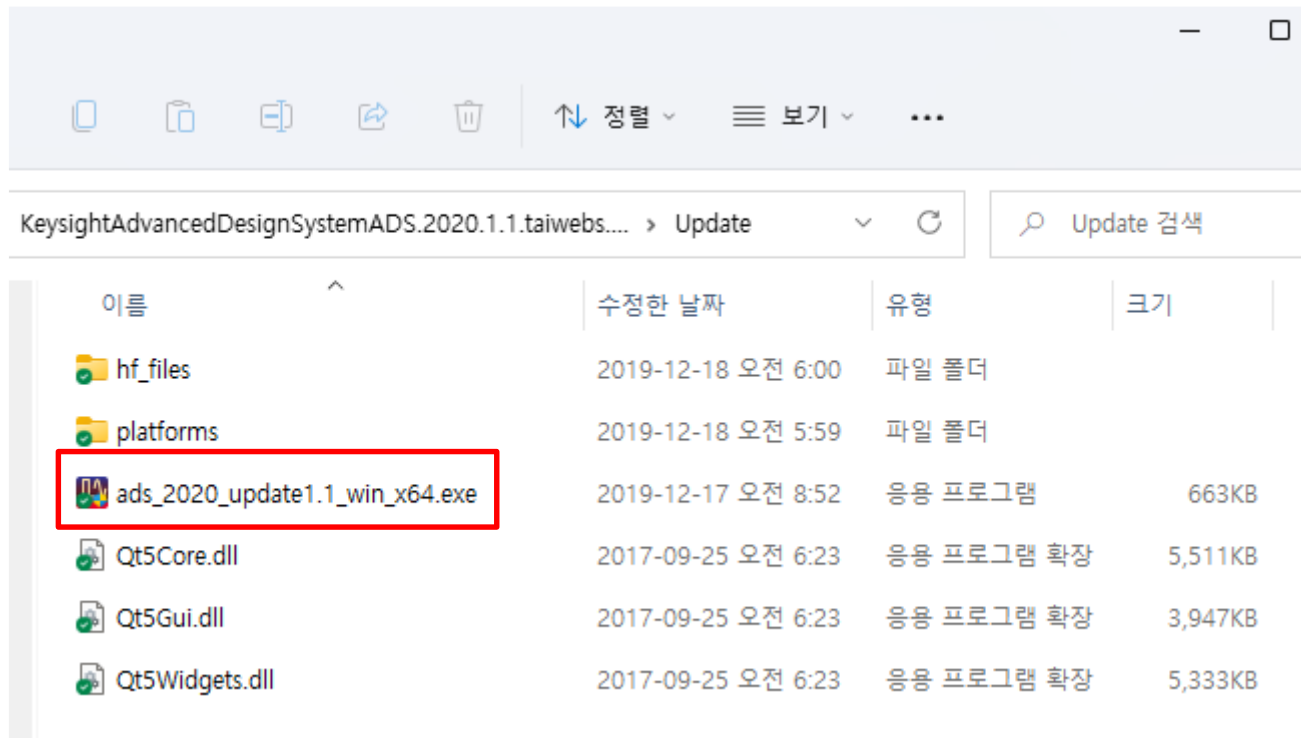 정렬 보기
KeysightAdvancedDesignSystemADS.2020.1.1.taiwebs.... > Update Update 검색
이름 수정한 날짜 유형 크기
hf_files 2019-12-18 오전 6:00 파일 폴더
platforms 2019-12-18 오전 5:59 파일 폴더
ads_2020_update1.1_win_x64.exe 2019-12-17 오전 8:52 응용 프로그램 663KB
Qt5Core.dll 2017-09-25 오전 6:23 응용 프로그램 확장 5,511KB
Qt5Gui.dll 2017-09-25 오전 6:23 응용 프로그램 확장 3,947KB
Qt5Widgets.dll 2017-09-25 오전 6:23 응용 프로그램 확장 5,333KB